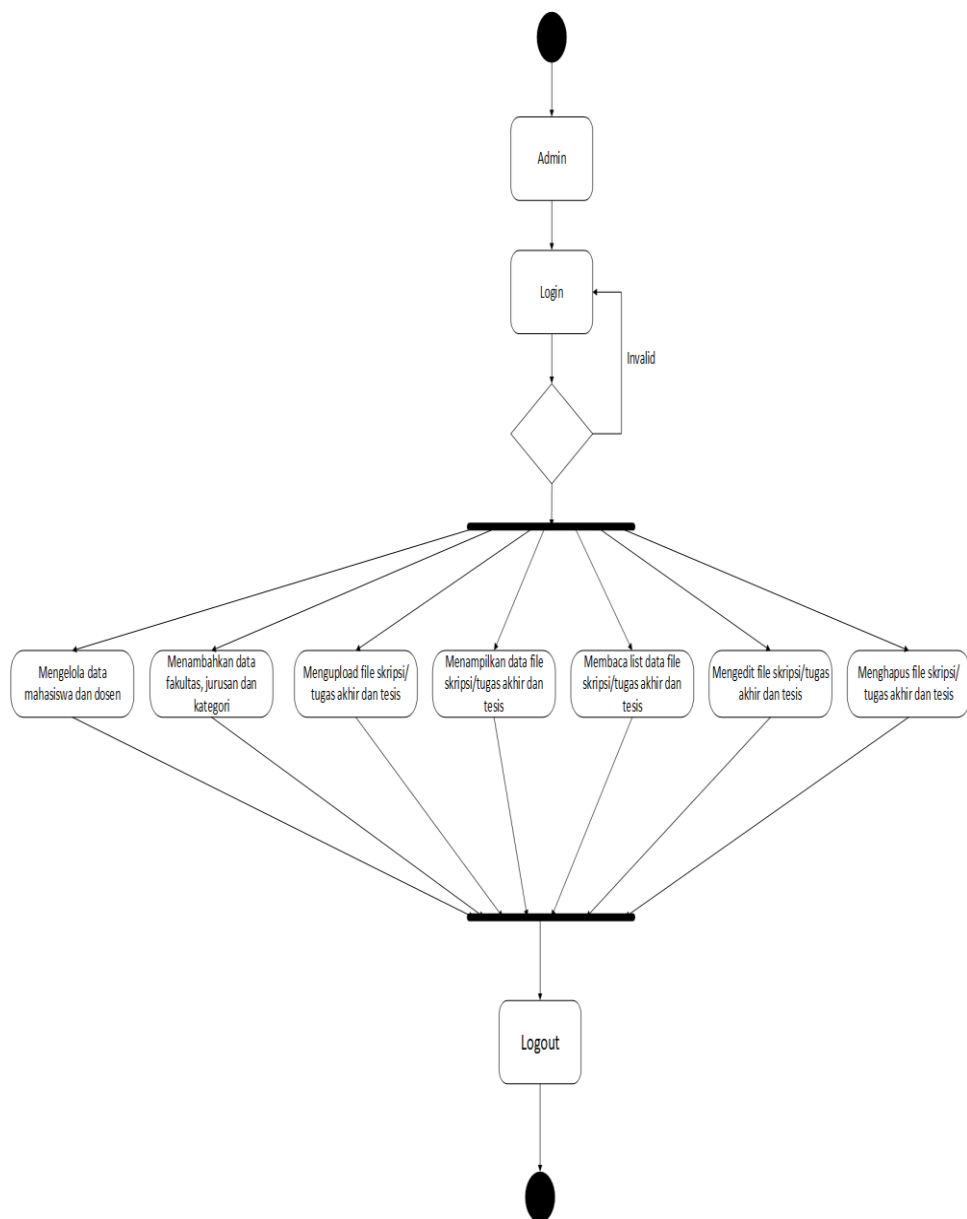 Admin
Login
Invalid
Mengelola data
mahasiswa dan dosen
Menambahkan data
fakultas, jurusan dan
kategori
Mengupload file skripsi/
tugas akhir dan tesis
Menampilkan data file
skripsi/tugas akhir dan
tesis
Membaca list data file
skripsi/tugas akhir dan
tesis
Mengedit file skripsi/tugas
akhir dan tesis
Menghapus file skripsi/
tugas akhir dan tesis
Logout